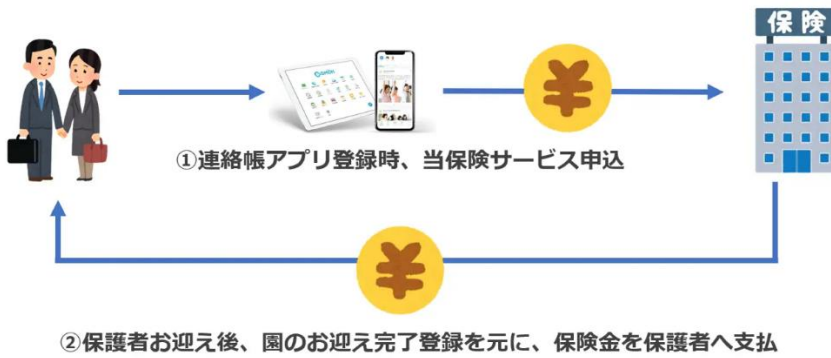 保険
¥
①連絡帳アプリ登録時、当保険サービス申込
¥
②保護者お迎え後、園のお迎え完了登録を元に、保険金を保護者へ支払